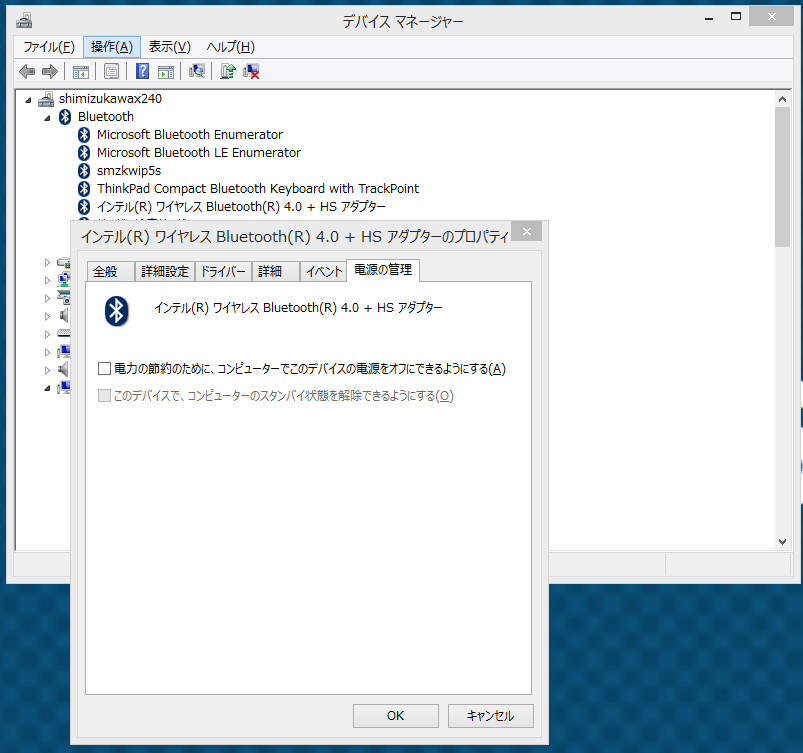 デバイス マネージャー
ファイル(F) 操作(A) 表示(V) ヘルプ(H)
shimizukawax240
Bluetooth
Microsoft Bluetooth Enumerator
Microsoft Bluetooth LE Enumerator
smzkwip5s
ThinkPad Compact Bluetooth Keyboard with TrackPoint
インテル(R) ワイヤレス Bluetooth(R) 4.0 + HS アダプター
インテル(R) ワイヤレス Bluetooth(R) 4.0 + HS アダプターのプロパティ
全般 詳細設定 ドライバー 詳細 イベント 電源の管理
インテル(R) ワイヤレス Bluetooth(R) 4.0 + HS アダプター
電力の節約のために、コンピューターでこのデバイスの電源をオフにできるようにする(A)
このデバイスで、コンピューターのスタンバイ状態を解除できるようにする(O)
OK キャンセル